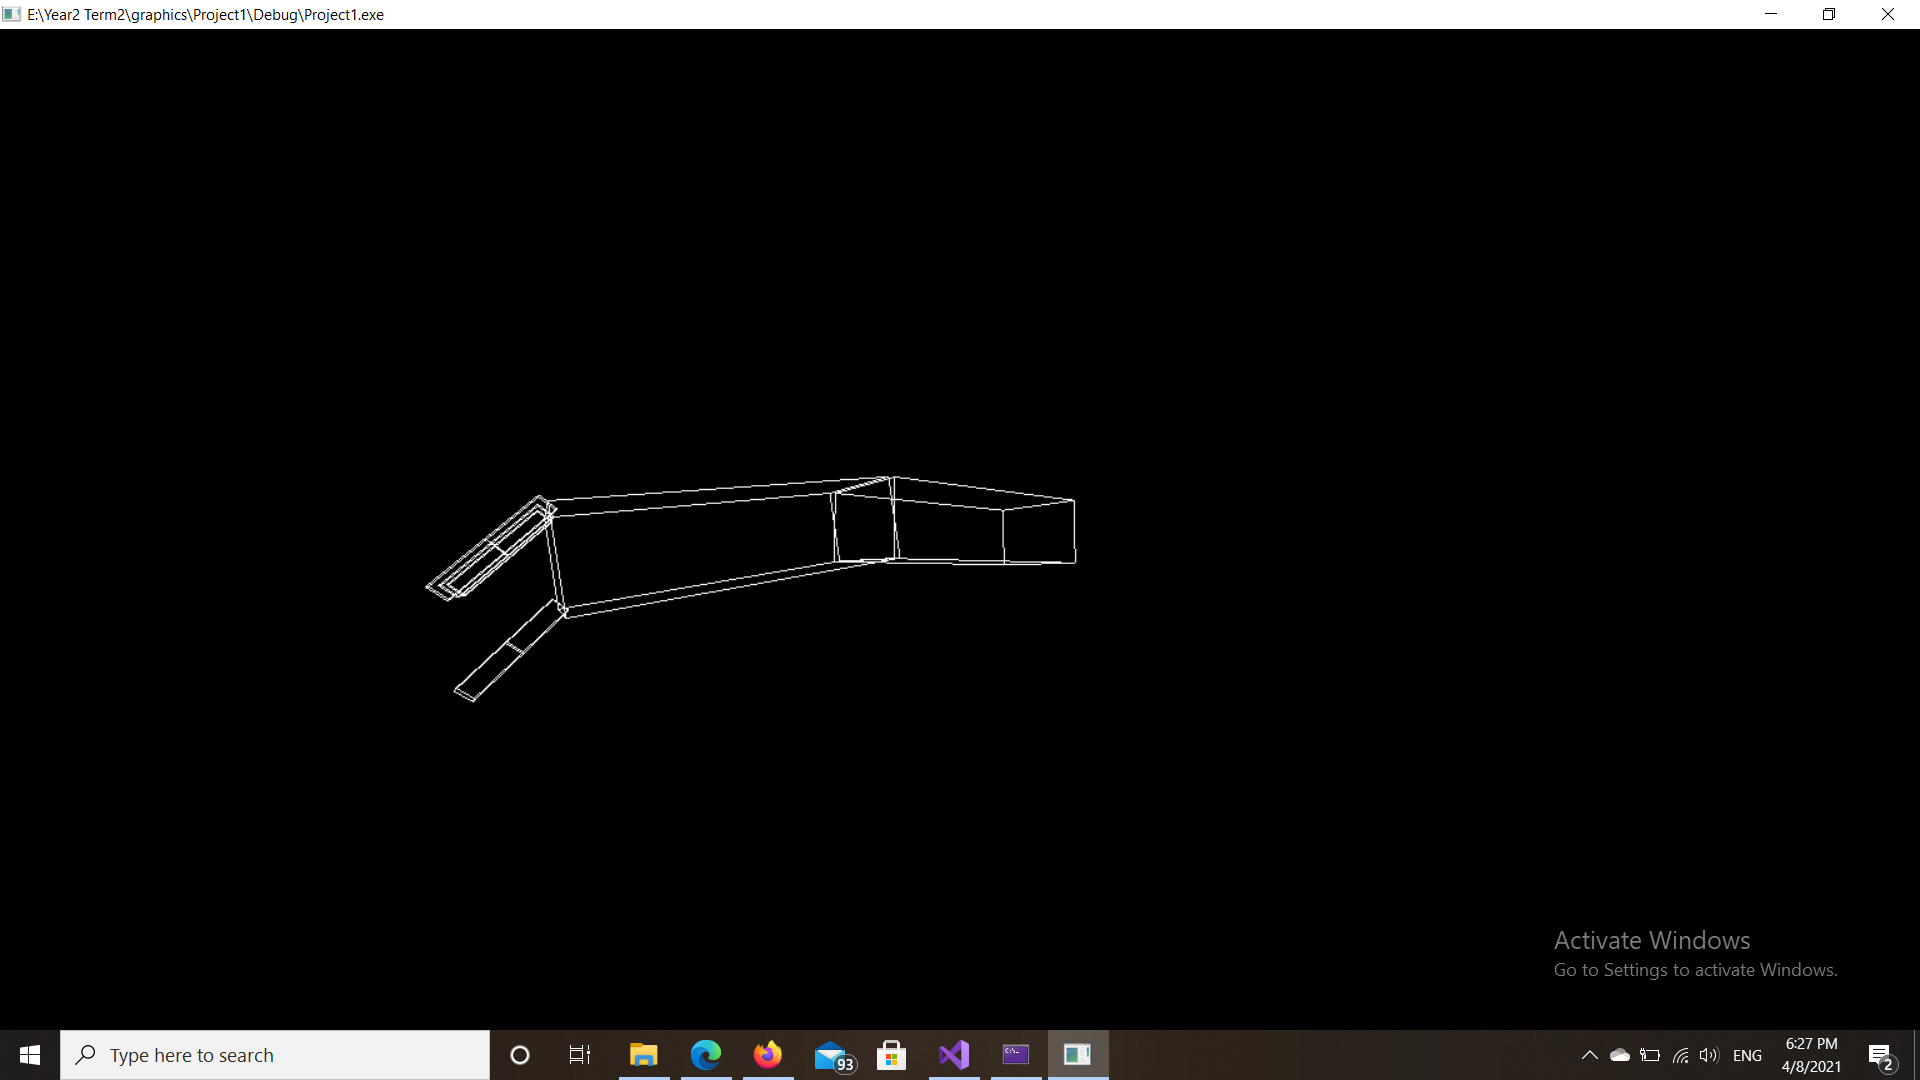 E:\Year2 Term2\graphics\Project1\Debug\Project1.exe
Activate Windows
Go to Settings to activate Windows.
Type here to search
93
C:\
ENG
6:27 PM
4/8/2021
2